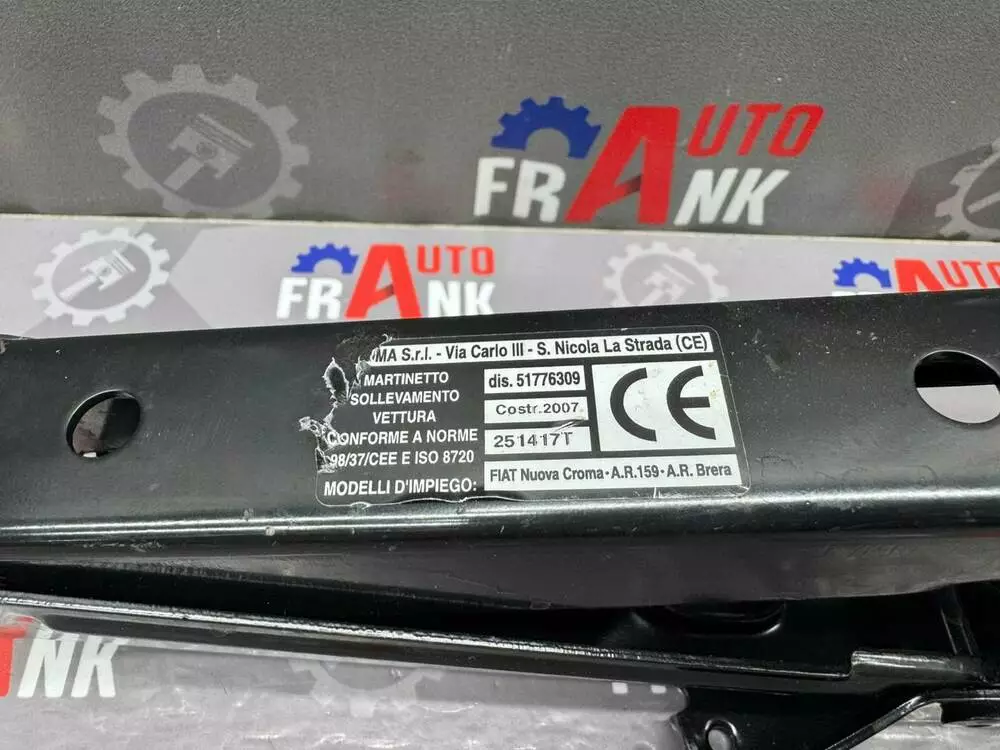 AUTO
FRANK
AUTO
FRANK
AUTO
FRA
S.r.l. - Via Carlo III - S. Nicola La Strada (CE)
MARTINETTO
SOLLEVAMENTO
VETTURA
CONFORME A NORME
98/37/CEE E ISO 8720
MODELLI D'IMPIEGO:
dis. 51776309
Costr.2007
251417T
CE
FIAT Nuova Croma · A.R.159 · A.R. Brera
NK